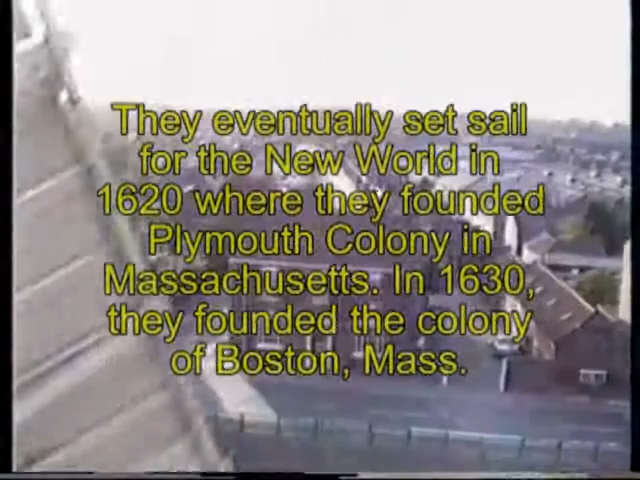 They eventually set sail
for the New World in
1620 where they founded
Plymouth Colony in
Massachusetts. In 1630,
they founded the colony
of Boston, Mass.